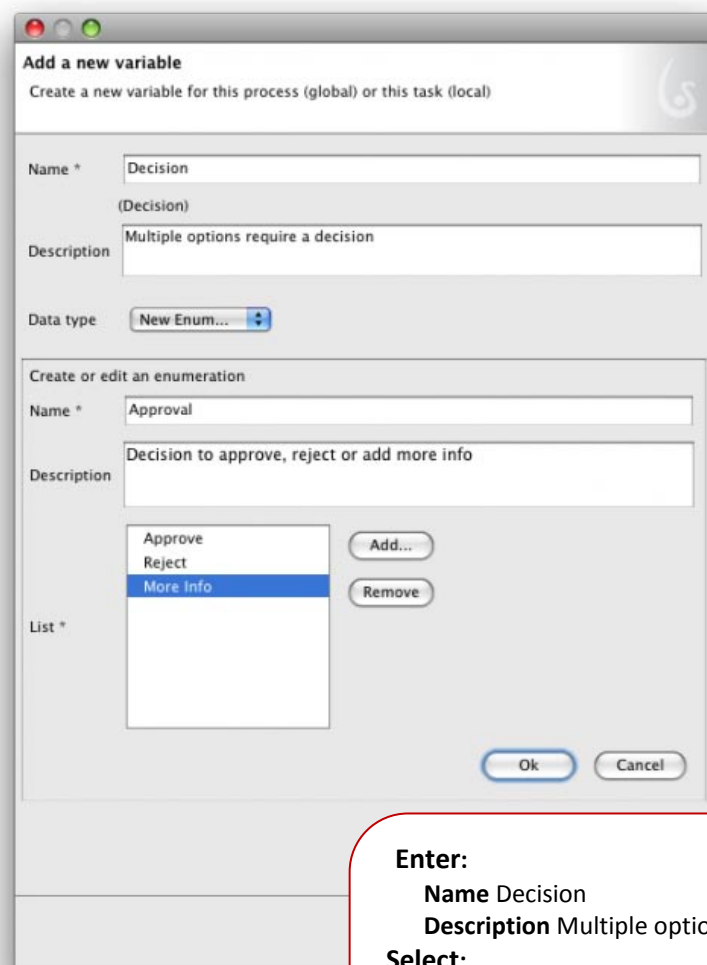 Add a new variable
Create a new variable for this process (global) or this task (local)
Name * Decision
(Decision)
Description Multiple options require a decision
Data type New Enum...
Create or edit an enumeration
Name * Approval
Description Decision to approve, reject or add more info
List *
Approve
Reject
More Info
Add...
Remove
Ok Cancel
Enter:
Name Decision
Description Multiple optio
Select: